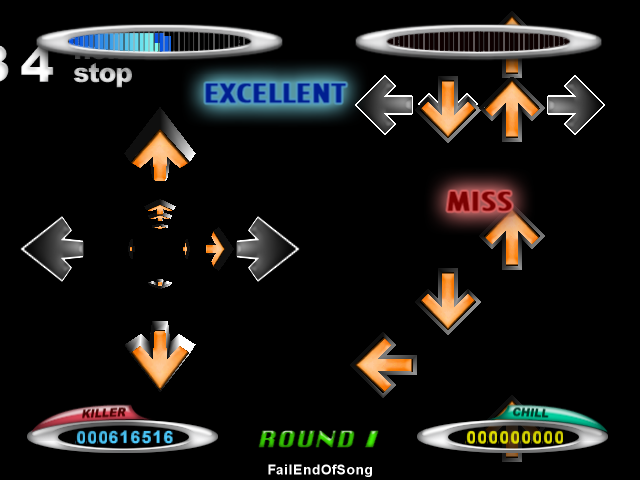 34
stop
EXCELLENT
MISS
KILLER
CHILL
000616516
ROUND 1
000000000
FailEndOfSong